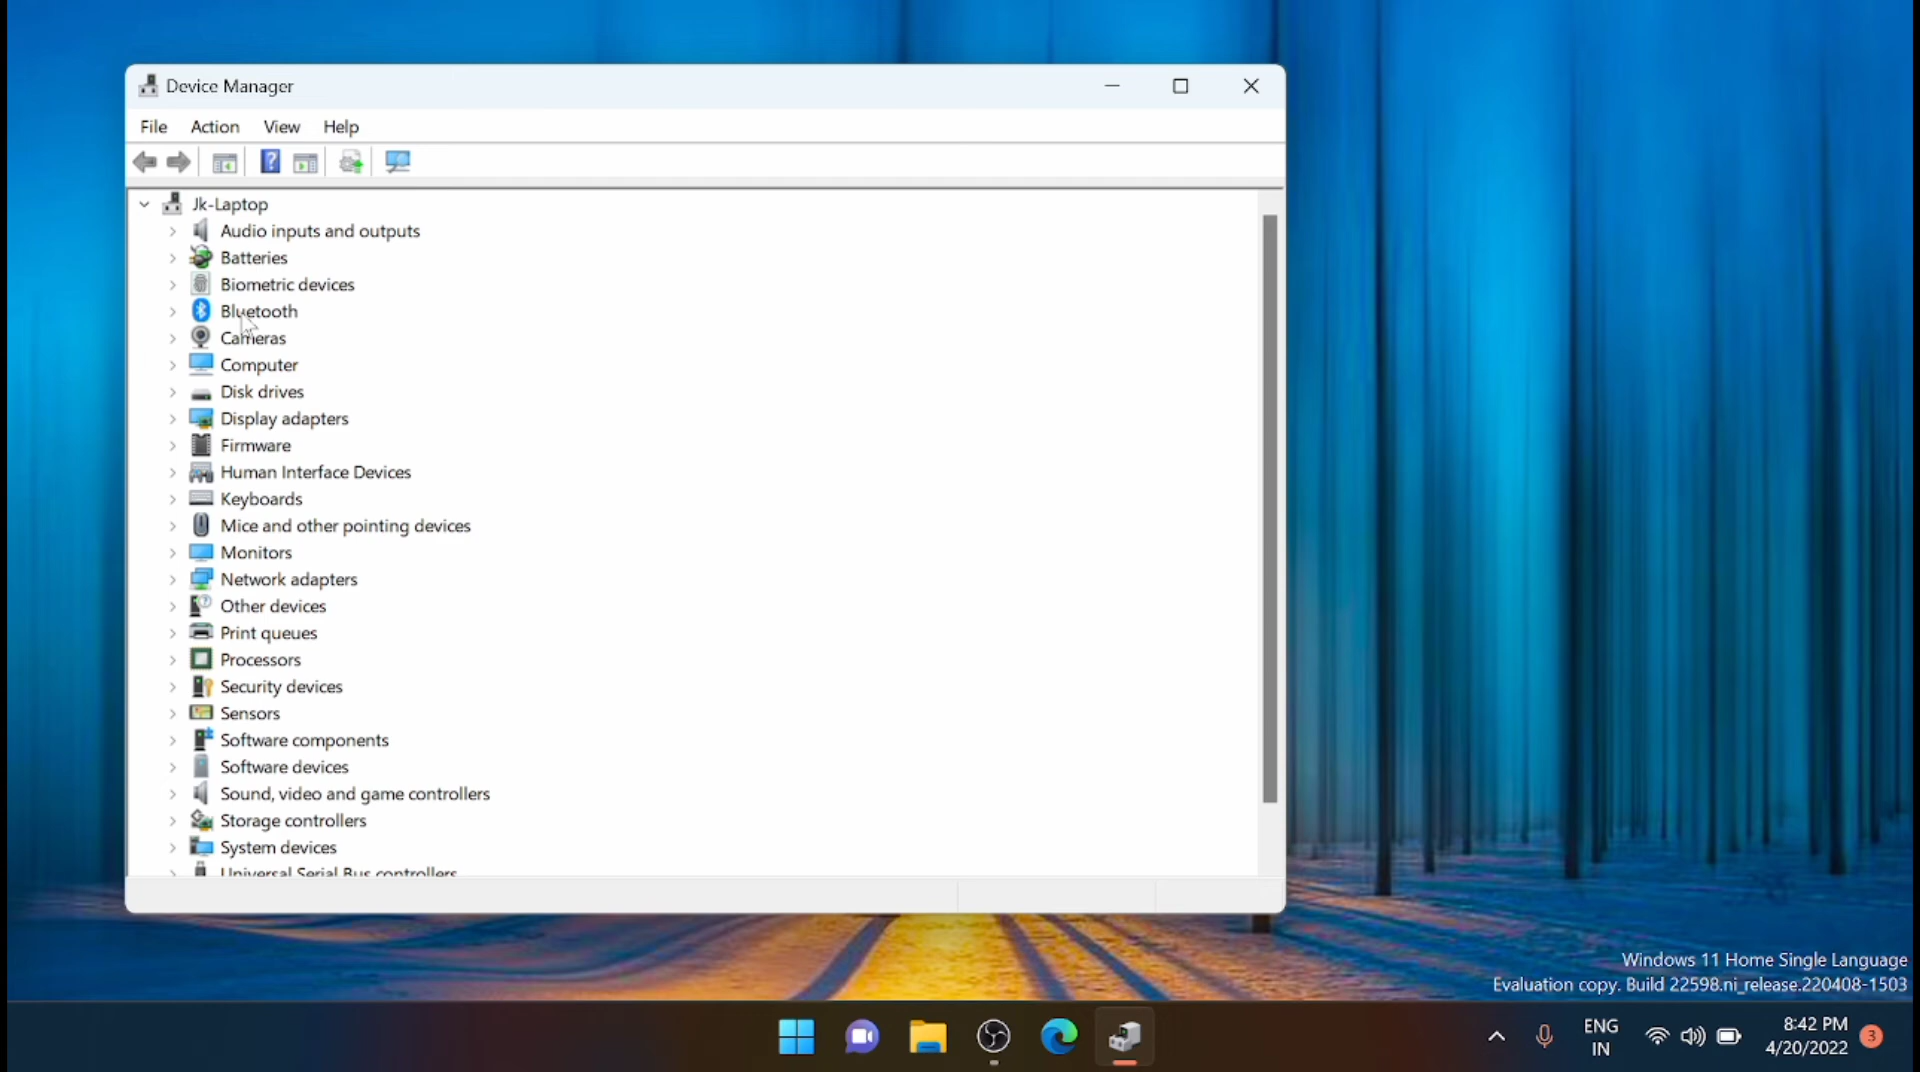 Device Manager
File Action View Help
Jk-Laptop
Audio inputs and outputs
Batteries
Biometric devices
Bluetooth
Cameras
Computer
Disk drives
Display adapters
Firmware
Human Interface Devices
Keyboards
Mice and other pointing devices
Monitors
Network adapters
Other devices
Print queues
Processors
Security devices
Sensors
Software components
Software devices
Sound, video and game controllers
Storage controllers
System devices
Universal Serial Bus controllers
Windows 11 Home Single Language
Evaluation copy. Build 22598.ni_release.220408-1503
ENG
IN
8:42 PM
4/20/2022
3